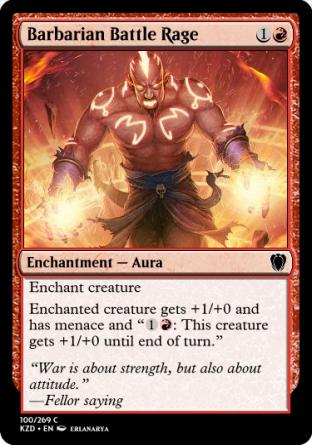 Barbarian Battle Rage 1R
Enchantment — Aura
Enchant creature
Enchanted creature gets +1/+0 and
has menace and “1R: This creature
gets +1/+0 until end of turn.”
“War is about strength, but also about
attitude.”
—Fellor saying
100/269 C
KZD • EN ERLANARYA